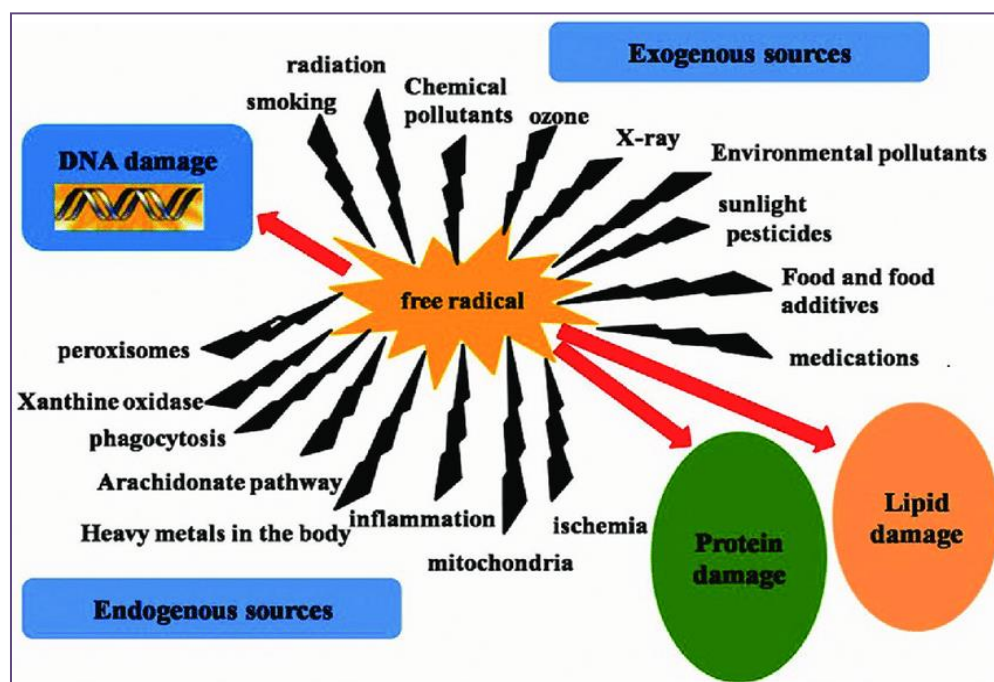 Exogenous sources
radiation
smoking
Chemical
pollutants
ozone
X-ray
Environmental pollutants
sunlight
pesticides
Food and food
additives
medications
DNA damage
free radical
peroxisomes
Xanthine oxidase
phagocytosis
Arachidonate pathway
Heavy metals in the body
inflammation
mitochondria
ischemia
Protein
damage
Lipid
damage
Endogenous sources